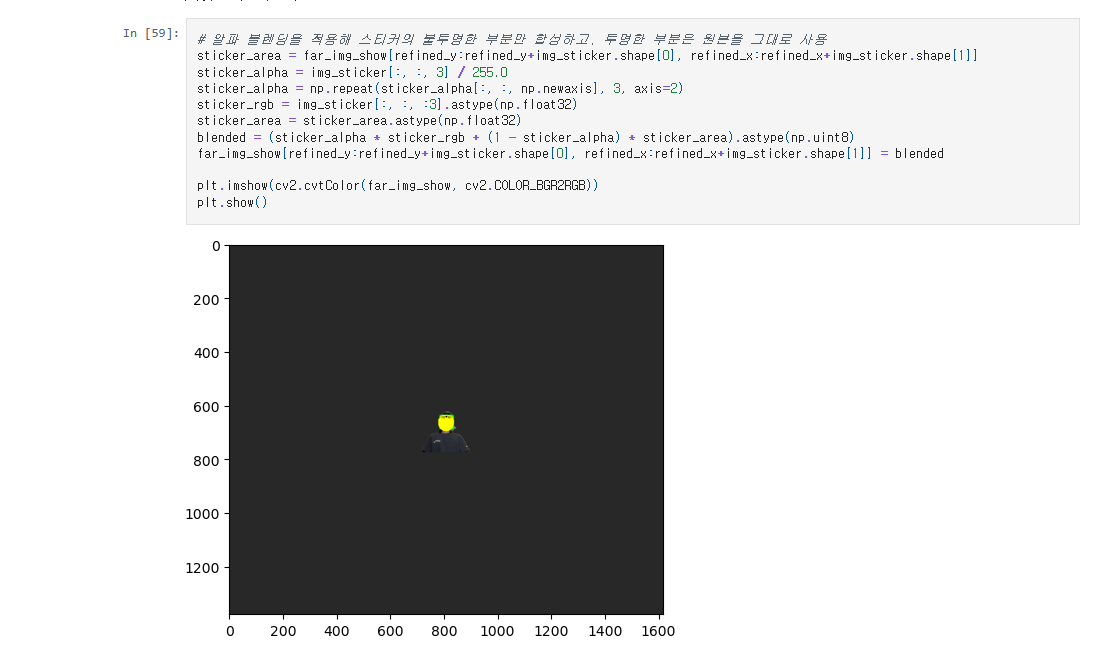 In [59]:
# 알파 블렌딩을 적용해 스티커의 불투명한 부분만 합성하고, 투명한 부분은 원본을 그대로 사용
sticker_area = far_img_show[refined_y:refined_y+img_sticker.shape[0], refined_x:refined_x+img_sticker.shape[1]]
sticker_alpha = img_sticker[:, :, 3] / 255.0
sticker_alpha = np.repeat(sticker_alpha[:, :, np.newaxis], 3, axis=2)
sticker_rgb = img_sticker[:, :, :3].astype(np.float32)
sticker_area = sticker_area.astype(np.float32)
blended = (sticker_alpha * sticker_rgb + (1 - sticker_alpha) * sticker_area).astype(np.uint8)
far_img_show[refined_y:refined_y+img_sticker.shape[0], refined_x:refined_x+img_sticker.shape[1]] = blended
plt.imshow(cv2.cvtColor(far_img_show, cv2.COLOR_BGR2RGB))
plt.show()
0
200
400
600
800
1000
1200
0 200 400 600 800 1000 1200 1400 1600